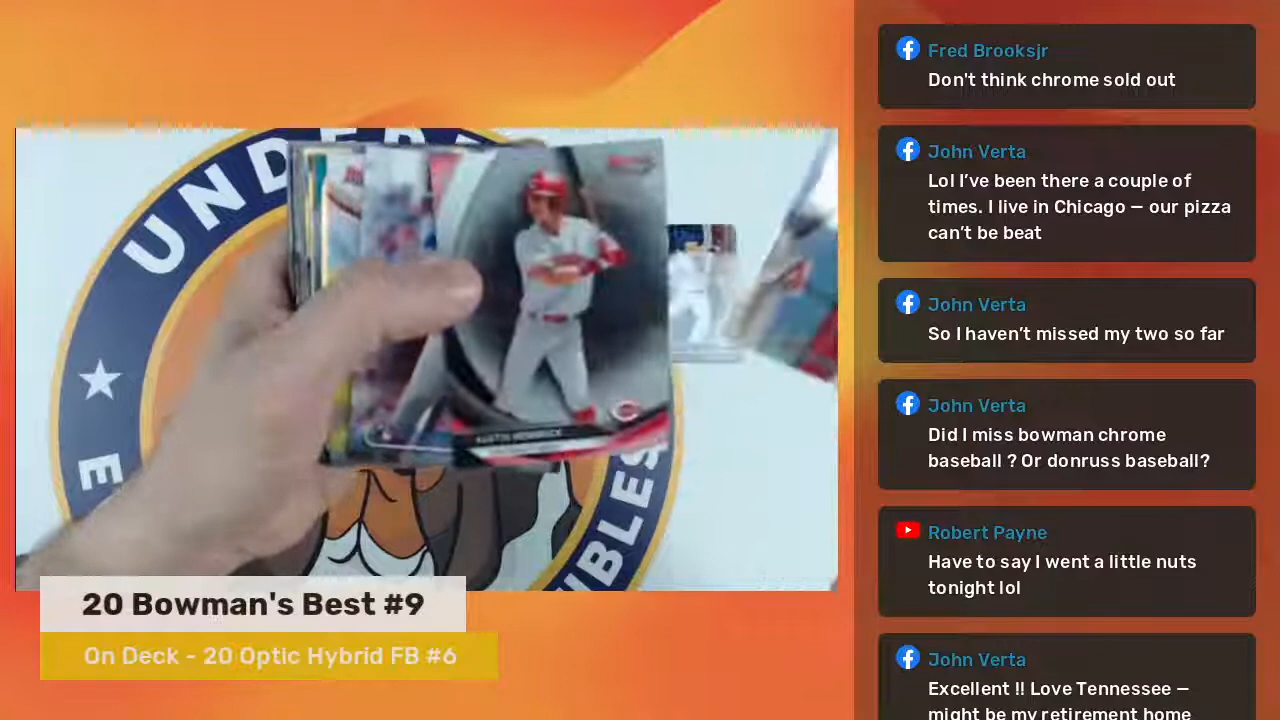 Fred Brooksjr
Don't think chrome sold out
John Verta
Lol I’ve been there a couple of
times. I live in Chicago – our pizza
can’t be beat
John Verta
So I haven’t missed my two so far
John Verta
Did I miss bowman chrome
baseball ? Or donruss baseball?
Robert Payne
Have to say I went a little nuts
tonight lol
John Verta
Excellent !! Love Tennessee –
might be my retirement home
20 Bowman's Best #9
On Deck - 20 Optic Hybrid FB #6